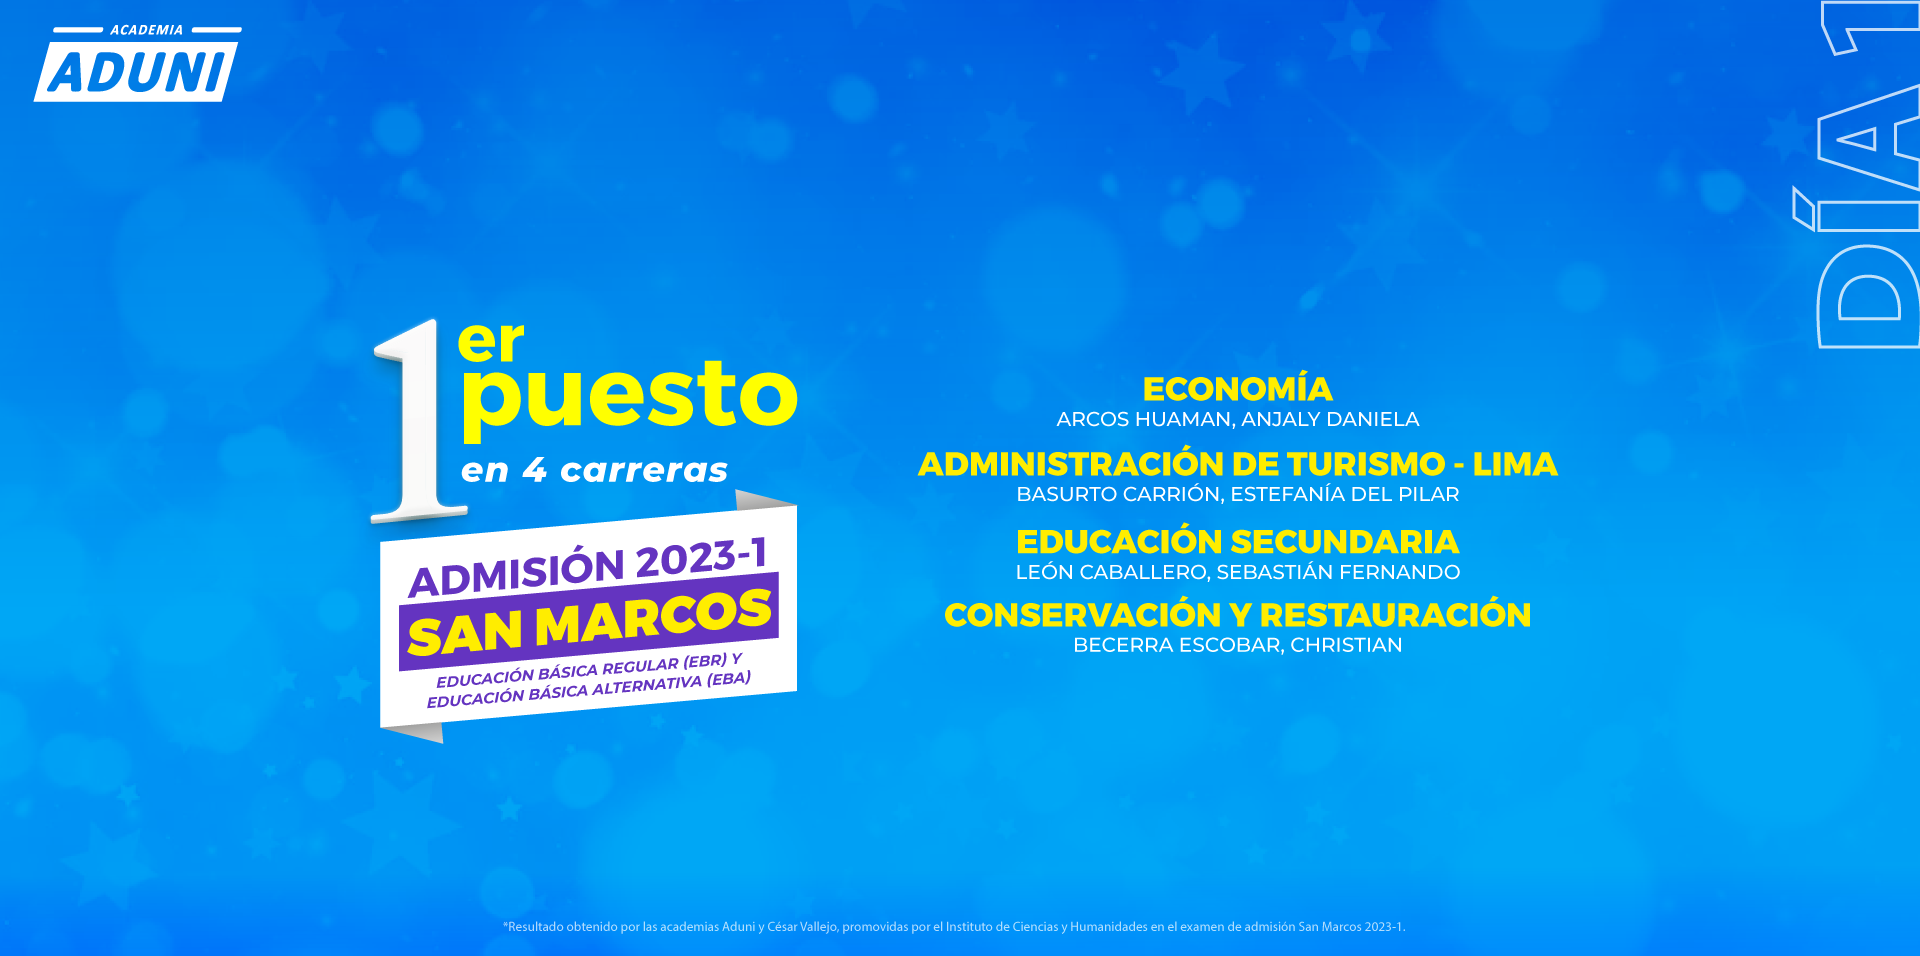 ACADEMIA
ADUNI
DÍA 1
1er
puesto
en 4 carreras
ADMISIÓN 2023-1
SAN MARCOS
EDUCACIÓN BÁSICA REGULAR (EBR) Y
EDUCACIÓN BÁSICA ALTERNATIVA (EBA)
ECONOMÍA
ARCOS HUAMAN, ANJALY DANIELA
ADMINISTRACIÓN DE TURISMO - LIMA
BASURTO CARRIÓN, ESTEFANÍA DEL PILAR
EDUCACIÓN SECUNDARIA
LEÓN CABALLERO, SEBASTIÁN FERNANDO
CONSERVACIÓN Y RESTAURACIÓN
BECERRA ESCOBAR, CHRISTIAN
*Resultado obtenido por las academias Aduni y César Vallejo, promovidas por el Instituto de Ciencias y Humanidades en el examen de admisión San Marcos 2023-1.